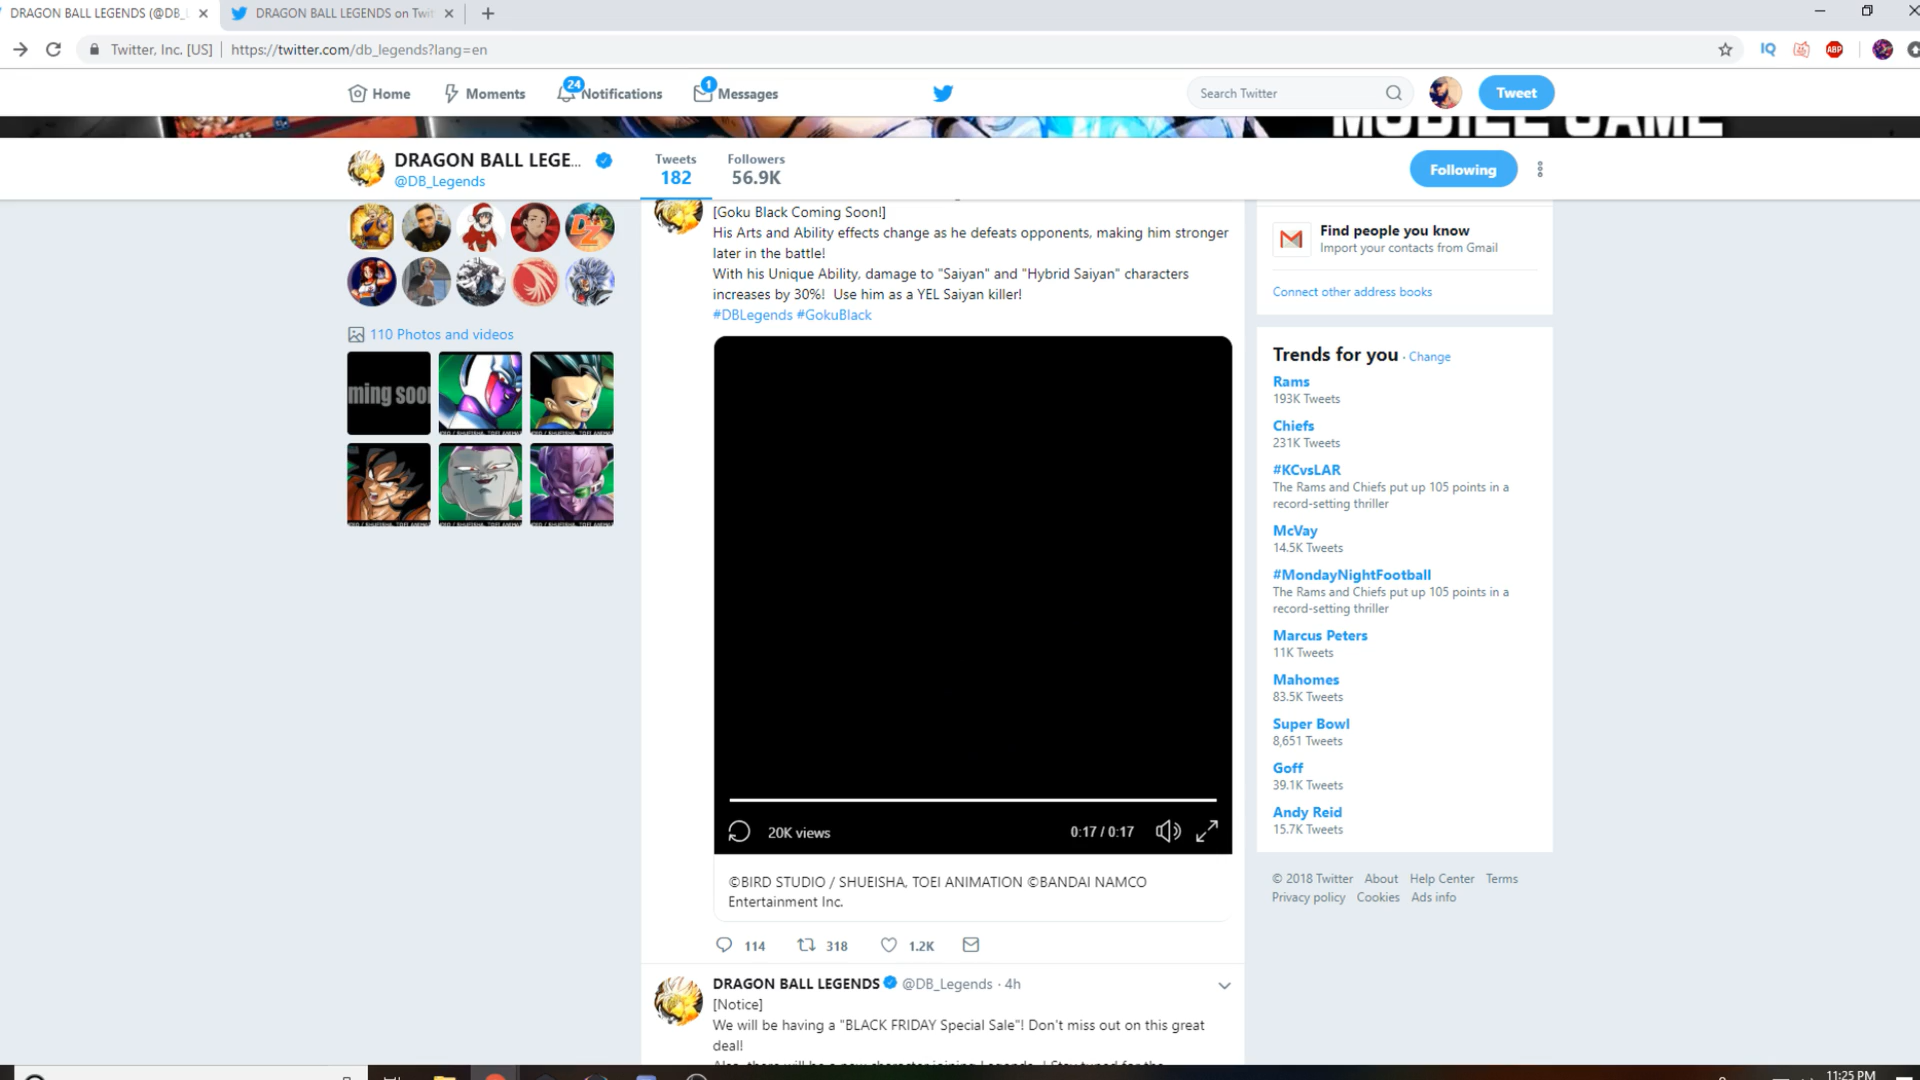 DRAGON BALL LEGENDS (@DB_L
DRAGON BALL LEGENDS on Twit
Twitter, Inc. [US]
https://twitter.com/db_legends?lang=en
IQ
ABP
Home
Moments
24
Notifications
1
Messages
Search Twitter
Tweet
MOBILE GAME
DRAGON BALL LEGE...
@DB_Legends
Tweets
182
Followers
56.9K
Following
110 Photos and videos
ming soo
[Goku Black Coming Soon!]
His Arts and Ability effects change as he defeats opponents, making him stronger
later in the battle!
With his Unique Ability, damage to "Saiyan" and "Hybrid Saiyan" characters
increases by 30%! Use him as a YEL Saiyan killer!
#DBLegends #GokuBlack
20K views
0:17 / 0:17
©BIRD STUDIO / SHUEISHA, TOEI ANIMATION ©BANDAI NAMCO
Entertainment Inc.
114
318
1.2K
DRAGON BALL LEGENDS @DB_Legends · 4h
[Notice]
We will be having a "BLACK FRIDAY Special Sale"! Don't miss out on this great
deal!
Find people you know
Import your contacts from Gmail
Connect other address books
Trends for you · Change
Rams
193K Tweets
Chiefs
231K Tweets
#KCvsLAR
The Rams and Chiefs put up 105 points in a
record-setting thriller
McVay
14.5K Tweets
#MondayNightFootball
The Rams and Chiefs put up 105 points in a
record-setting thriller
Marcus Peters
11K Tweets
Mahomes
83.5K Tweets
Super Bowl
8,651 Tweets
Goff
39.1K Tweets
Andy Reid
15.7K Tweets
© 2018 Twitter About Help Center Terms
Privacy policy Cookies Ads info
11:25 PM